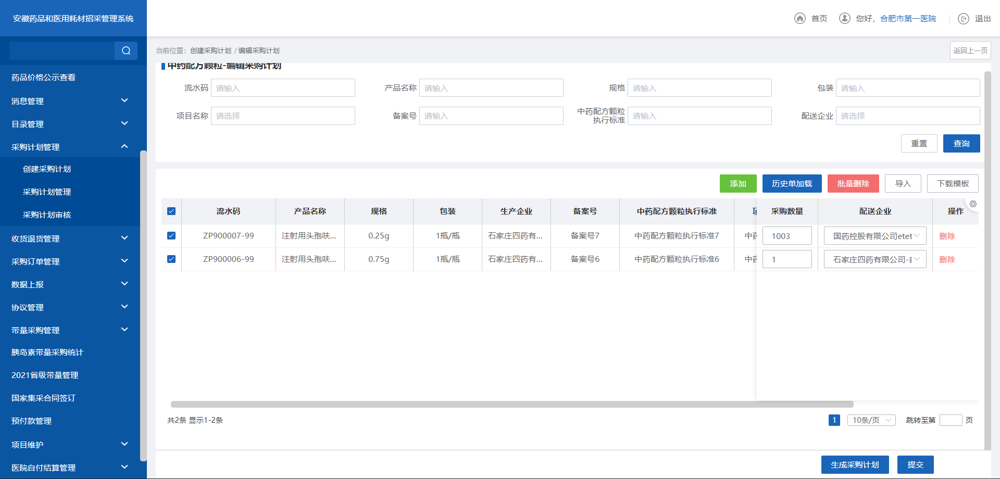 安徽药品和医用耗材招采管理系统
首页
您好，合肥市第一医院
退出
当前位置：创建采购计划 / 编辑采购计划
返回上一页
药品价格公示查看
消息管理
目录管理
采购计划管理
创建采购计划
采购计划管理
采购计划审核
收货退货管理
采购订单管理
数据上报
协议管理
带量采购管理
胰岛素带量采购统计
2021省级带量管理
国家集采合同签订
预付款管理
项目维护
医院自付结算管理
中药配方颗粒-编辑采购计划
流水码 请输入 产品名称 请输入 规格 请输入 包装 请输入
项目名称 请选择 备案号 请输入 中药配方颗粒执行标准 请输入 配送企业 请选择
重置 查询
添加 历史单加载 批量删除 导入 下载模板
流水码 产品名称 规格 包装 生产企业 备案号 中药配方颗粒执行标准 采购数量 配送企业 操作
ZP900007-99 注射用头孢呋... 0.25g 1瓶/瓶 石家庄四药有... 备案号7 中药配方颗粒执行标准7 中药 1003 国药控股有限公司etet 删除
ZP900006-99 注射用头孢呋... 0.75g 1瓶/瓶 石家庄四药有... 备案号6 中药配方颗粒执行标准6 中药 1 石家庄四药有限公司- 删除
共2条 显示1-2条
1 10条/页 跳转至第 页
生成采购计划 提交